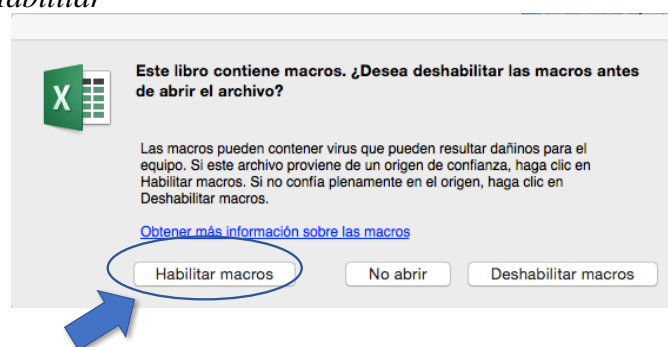 Habilitar
Este libro contiene macros. ¿Desea deshabilitar las macros antes
de abrir el archivo?
Las macros pueden contener virus que pueden resultar dañinos para el
equipo. Si este archivo proviene de un origen de confianza, haga clic en
Habilitar macros. Si no confía plenamente en el origen, haga clic en
Deshabilitar macros.
Obtener más información sobre las macros
Habilitar macros No abrir Deshabilitar macros